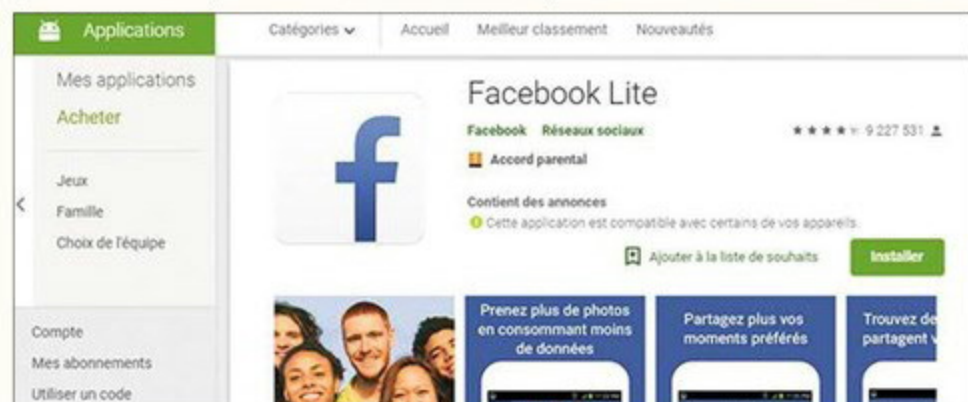 Applications
Catégories
Accueil
Meilleur classement
Nouveautés
Mes applications
Acheter
Jeux
Famille
Choix de l'équipe
Compte
Mes abonnements
Utiliser un code
f
Facebook Lite
Facebook Réseaux sociaux
9 227 531
Accord parental
Contient des annonces
Cette application est compatible avec certains de vos appareils.
Ajouter à la liste de souhaits
Installer
Prenez plus de photos
en consommant moins
de données
Partagez plus vos
moments préférés
Trouvez de
partagent v